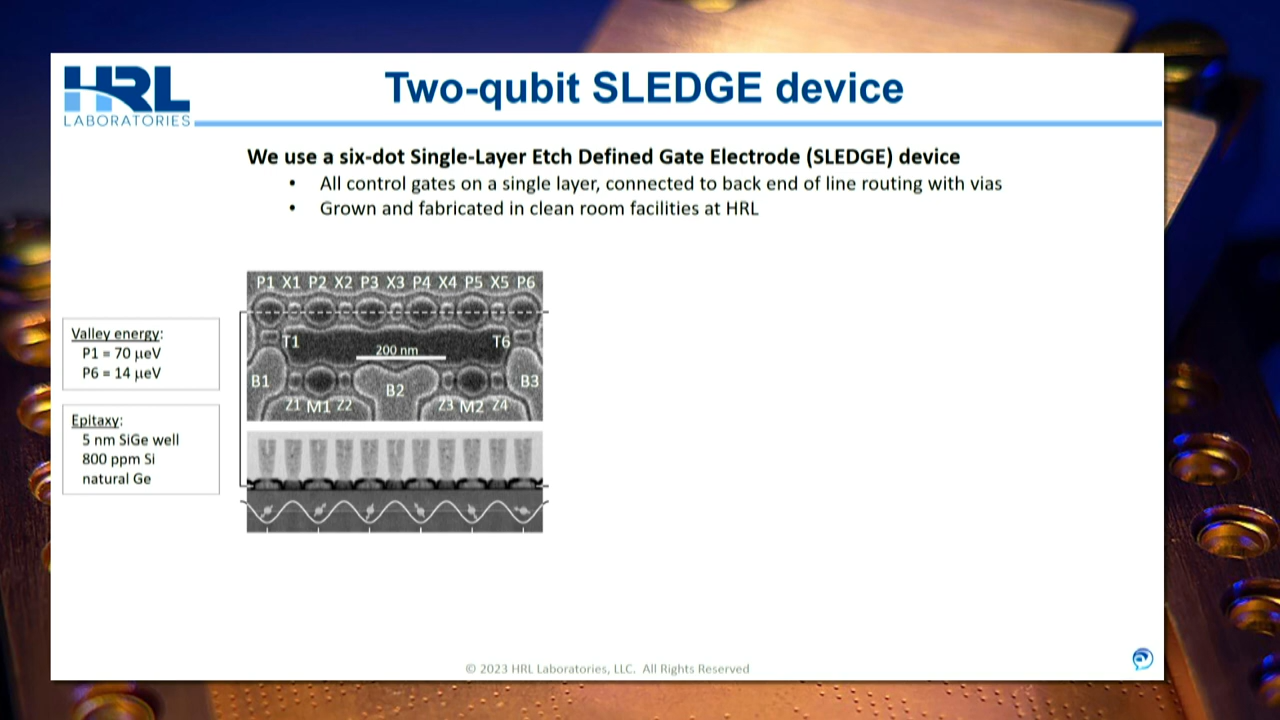 HRL
LABORATORIES
Two-qubit SLEDGE device
We use a six-dot Single-Layer Etch Defined Gate Electrode (SLEDGE) device
• All control gates on a single layer, connected to back end of line routing with vias
• Grown and fabricated in clean room facilities at HRL
Valley energy:
P1 = 70 µeV
P6 = 14 µeV
Epitaxy:
5 nm SiGe well
800 ppm Si
natural Ge
P1 X1 P2 X2 P3 X3 P4 X4 P5 X5 P6
T1 T6
200 nm
B1 B2 B3
Z1 M1 Z2 Z3 M2 Z4
© 2023 HRL Laboratories, LLC. All Rights Reserved